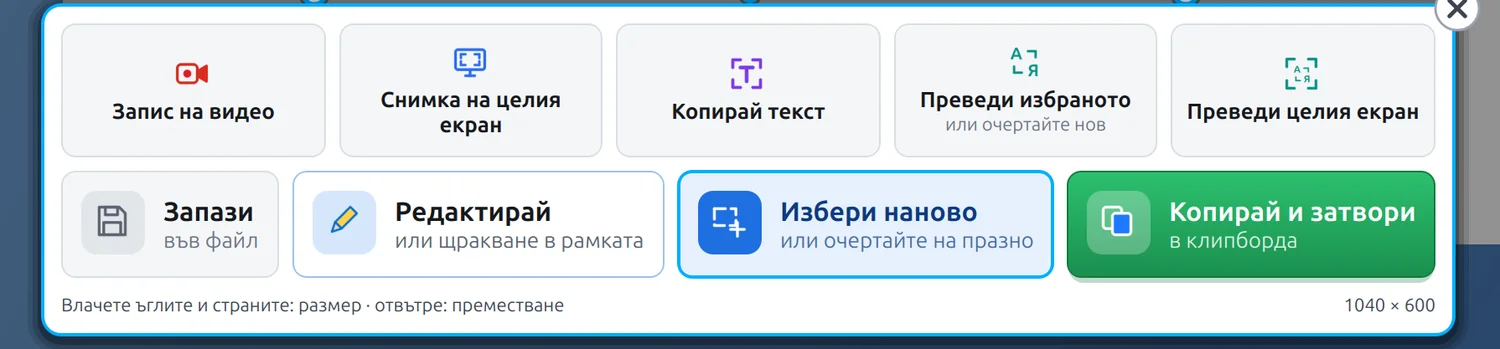 Запис на видео
Снимка на целия
екран
Копирай текст
Преведи избраното
или очертайте нов
Преведи целия екран
Запази
във файл
Редактирай
или щракване в рамката
Избери наново
или очертайте на празно
Копирай и затвори
в клипборда
Влачете ъглите и страните: размер · отвътре: преместване
1040 × 600